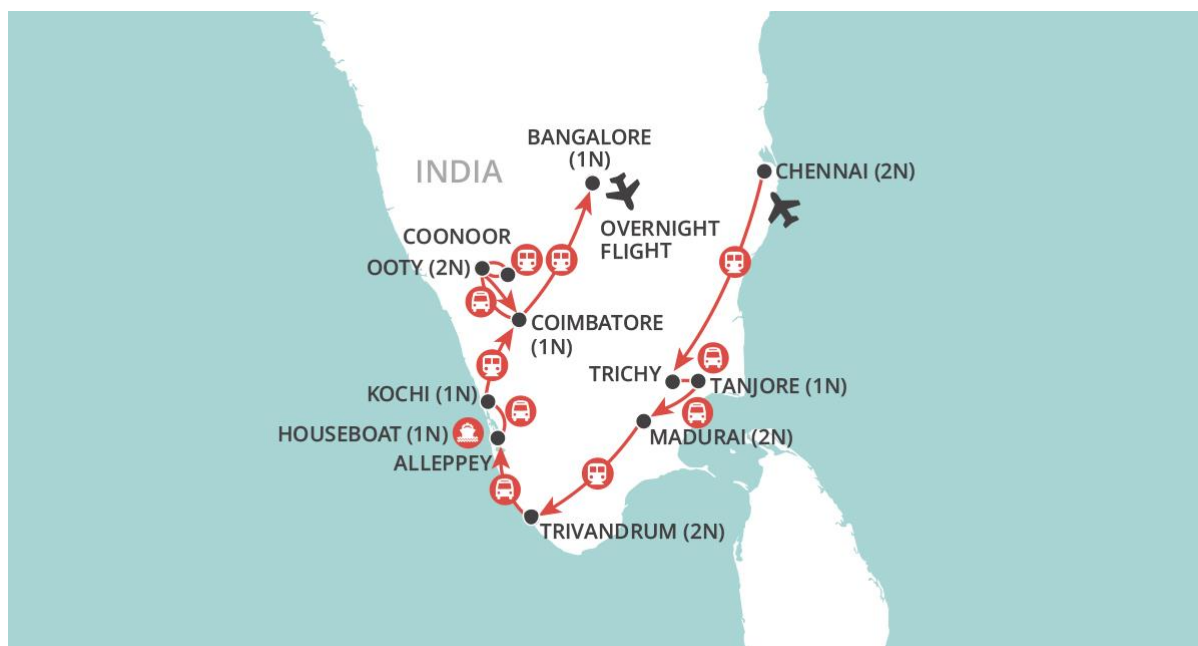 BANGALORE
(1N)
INDIA
CHENNAI (2N)
OVERNIGHT
FLIGHT
COONOOR
OOTY (2N)
COIMBATORE
(1N)
TRICHY
TANJORE (1N)
KOCHI (1N)
HOUSEBOAT (1N)
MADURAI (2N)
ALLEPPEY
TRIVANDRUM (2N)